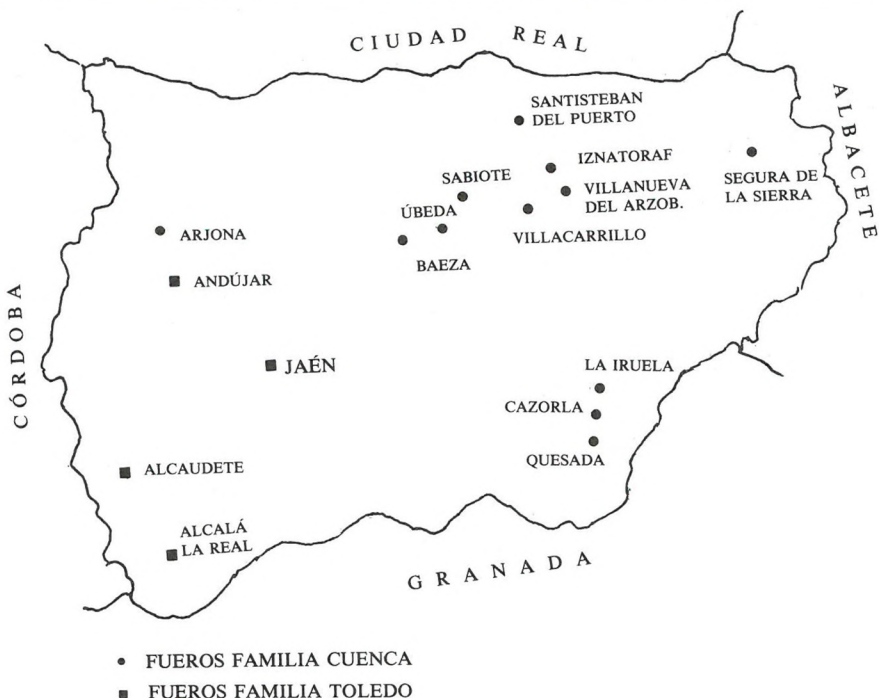 CIUDAD REAL
ALBACETE
SANTISTEBAN
DEL PUERTO
IZNATORAF
SABIOTE
SEGURA DE
LA SIERRA
VILLANUEVA
DEL ARZOB.
ÚBEDA
VILLACARRILLO
ARJONA
BAEZA
ANDÚJAR
CÓRDOBA
JAÉN
LA IRUELA
CAZORLA
QUESADA
ALCAUDETE
ALCALÁ
LA REAL
GRANADA
FUEROS FAMILIA CUENCA
FUEROS FAMILIA TOLEDO